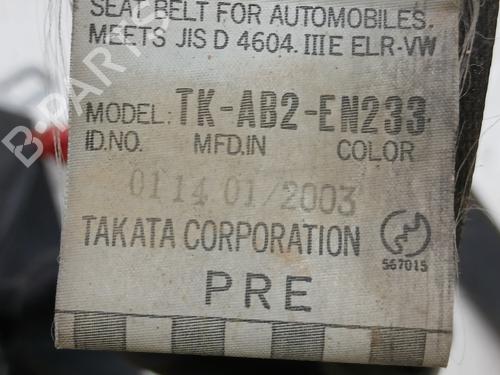 SEAT BELT FOR AUTOMOBILES.
MEETS JIS D 4604. III E ELR-VW
MODEL: TK-AB2-EN233
ID.NO. MFD.IN COLOR
0114 01/2003
TAKATA CORPORATION
567015
PRE
B-PARTS